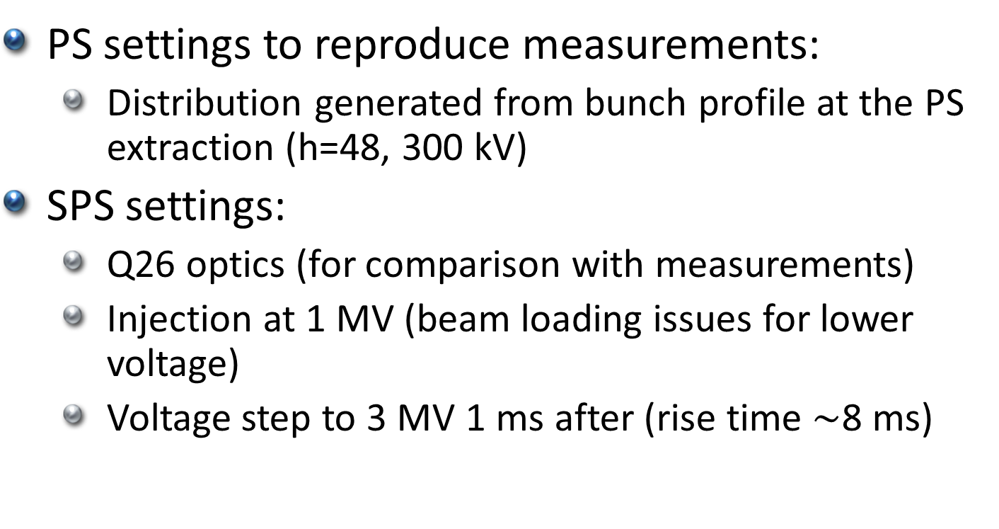 PS settings to reproduce measurements:
Distribution generated from bunch profile at the PS
extraction (h=48, 300 kV)
SPS settings:
Q26 optics (for comparison with measurements)
Injection at 1 MV (beam loading issues for lower
voltage)
Voltage step to 3 MV 1 ms after (rise time ~8 ms)